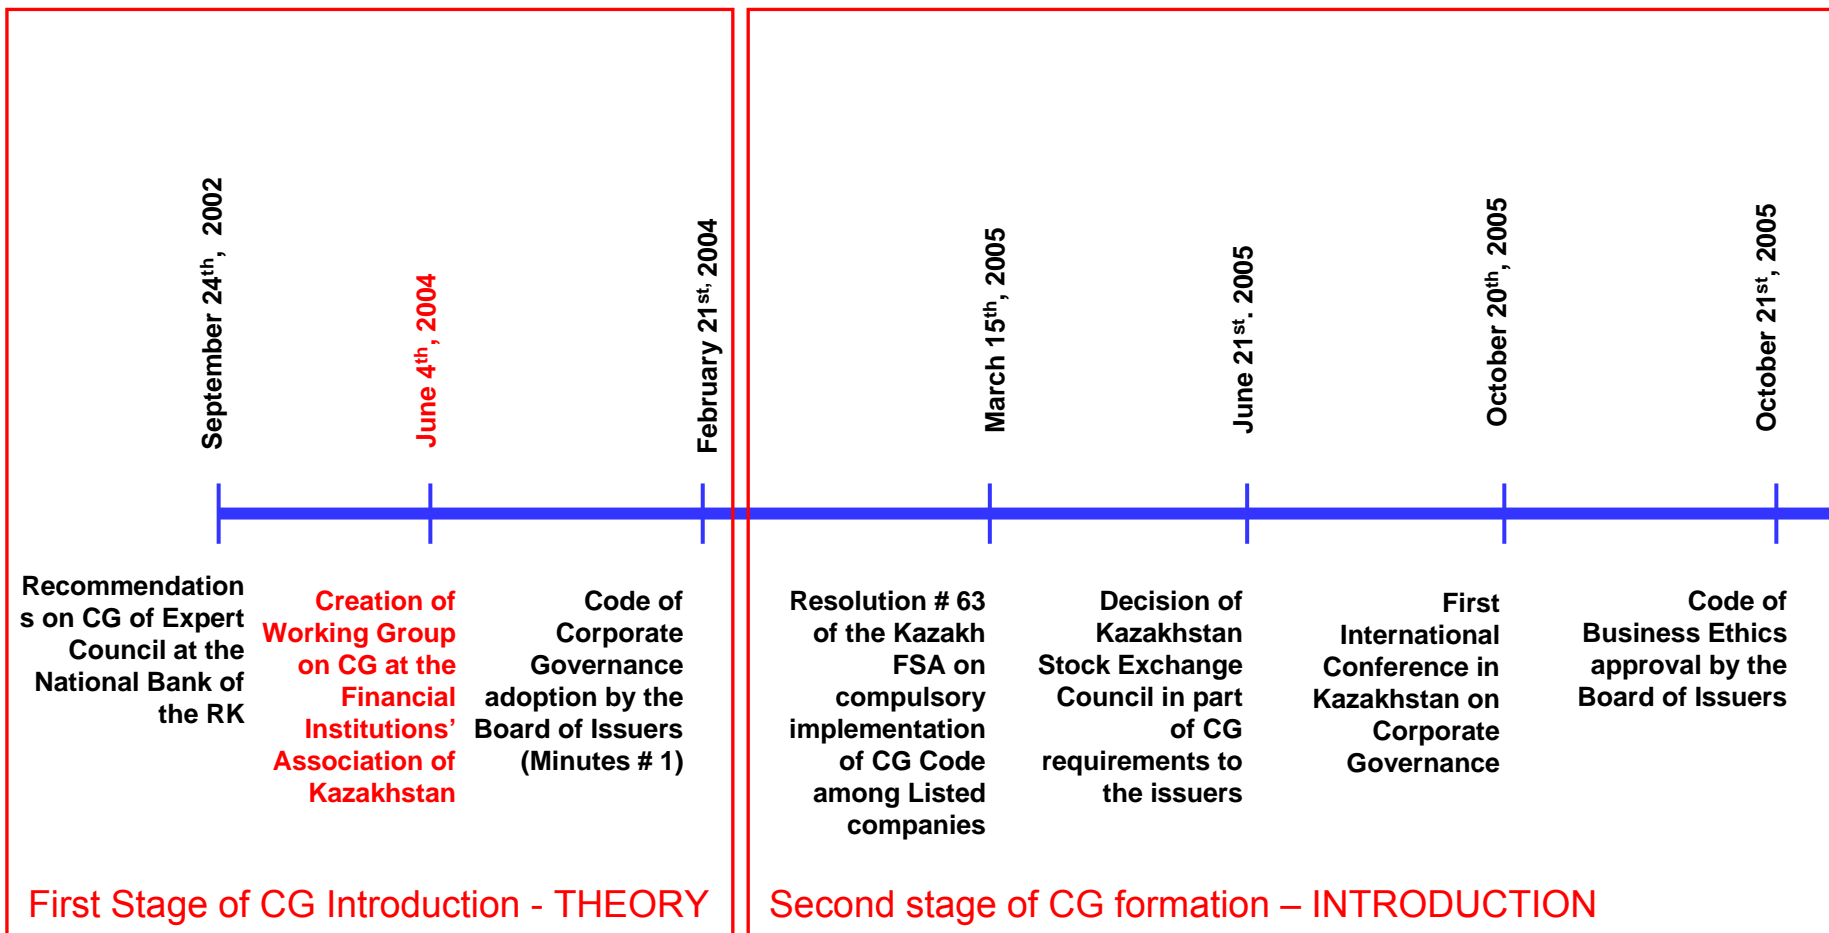 September 24th, 2002
June 4th, 2004
February 21st, 2004
March 15th, 2005
June 21st. 2005
October 20th, 2005
October 21st, 2005
Recommendation
s on CG of Expert
Council at the
National Bank of
the RK
Creation of
Working Group
on CG at the
Financial
Institutions’
Association of
Kazakhstan
Code of
Corporate
Governance
adoption by the
Board of Issuers
(Minutes # 1)
Resolution # 63
of the Kazakh
FSA on
compulsory
implementation
of CG Code
among Listed
companies
Decision of
Kazakhstan
Stock Exchange
Council in part
of CG
requirements to
the issuers
First
International
Conference in
Kazakhstan on
Corporate
Governance
Code of
Business Ethics
approval by the
Board of Issuers
First Stage of CG Introduction - THEORY
Second stage of CG formation – INTRODUCTION